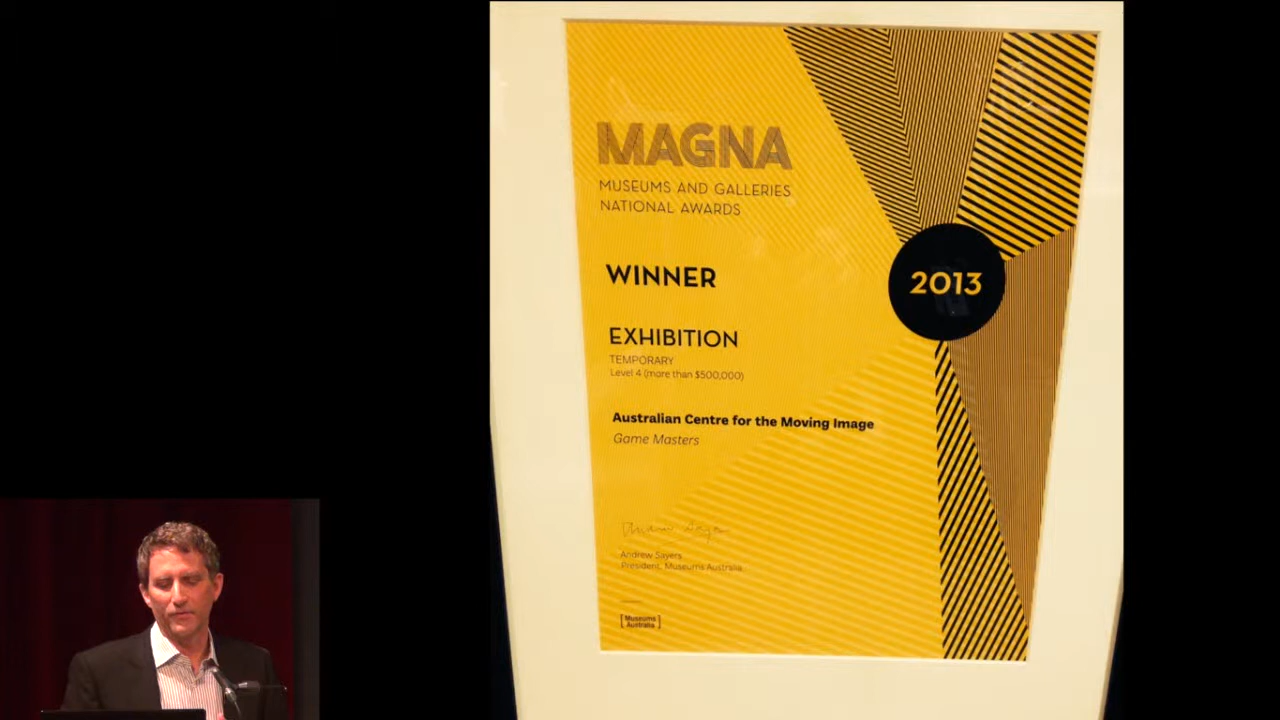 MAGNA
MUSEUMS AND GALLERIES
NATIONAL AWARDS
WINNER
2013
EXHIBITION
TEMPORARY
Level 4 (more than $500,000)
Australian Centre for the Moving Image
Game Masters
Andrew Sayers
President, Museums Australia
[Museums
Australia]